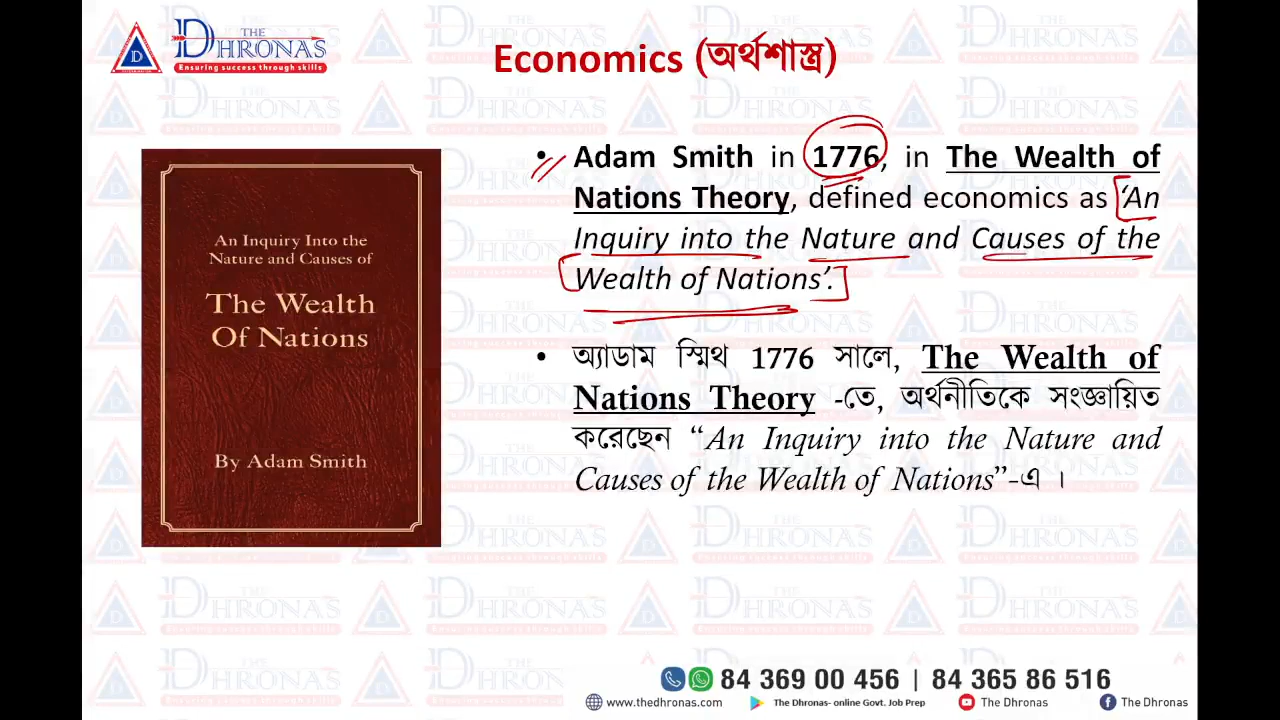 THE
DHRONAS
Ensuring success through skills
Economics (অর্থশাস্ত্র)
An Inquiry Into the
Nature and Causes of
The Wealth
Of Nations
By Adam Smith
• Adam Smith in 1776, in The Wealth of
Nations Theory, defined economics as ‘An
Inquiry into the Nature and Causes of the
Wealth of Nations’.
• অ্যাডাম স্মিথ 1776 সালে, The Wealth of
Nations Theory -তে, অর্থনীতিকে সংজ্ঞায়িত
করেছেন “An Inquiry into the Nature and
Causes of the Wealth of Nations”-এ ।
84 369 00 456 | 84 365 86 516
www.thedhronas.com
The Dhronas- online Govt. Job Prep
The Dhronas
The Dhronas